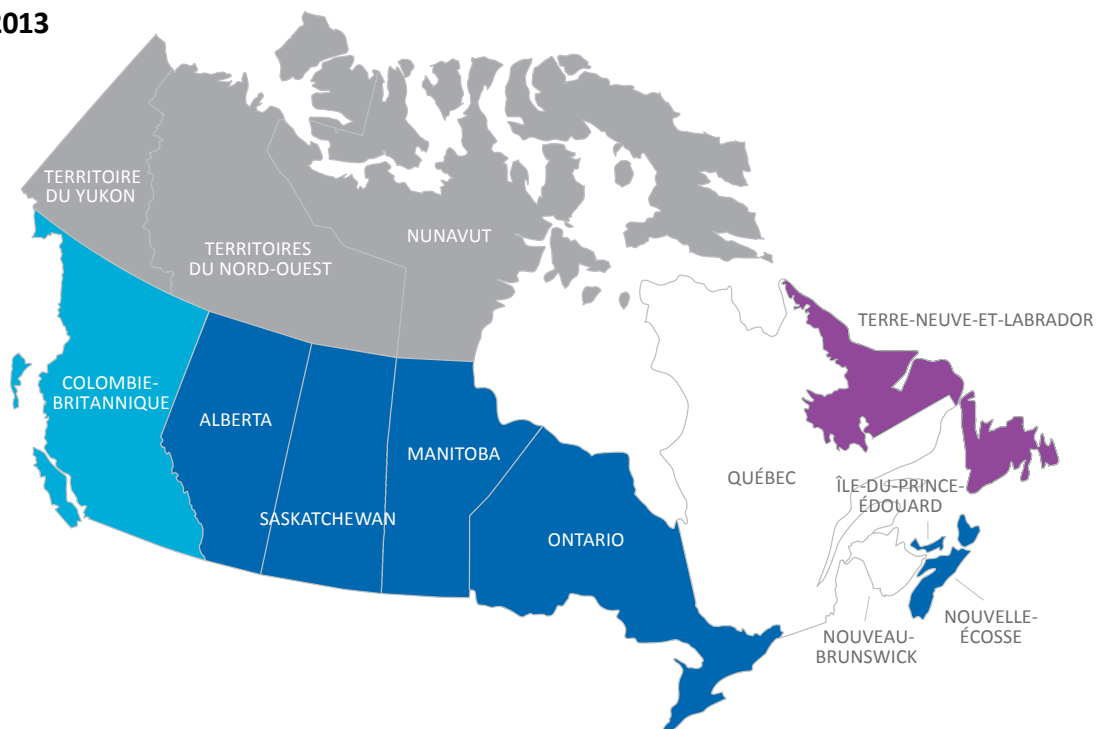 2013
TERRITOIRE
DU YUKON
TERRITOIRES
DU NORD-OUEST
NUNAVUT
TERRE-NEUVE-ET-LABRADOR
COLOMBIE-
BRITANNIQUE
ALBERTA
MANITOBA
SASKATCHEWAN
ONTARIO
QUÉBEC
ÎLE-DU-PRINCE-
ÉDOUARD
NOUVEAU-
BRUNSWICK
NOUVELLE-
ÉCOSSE